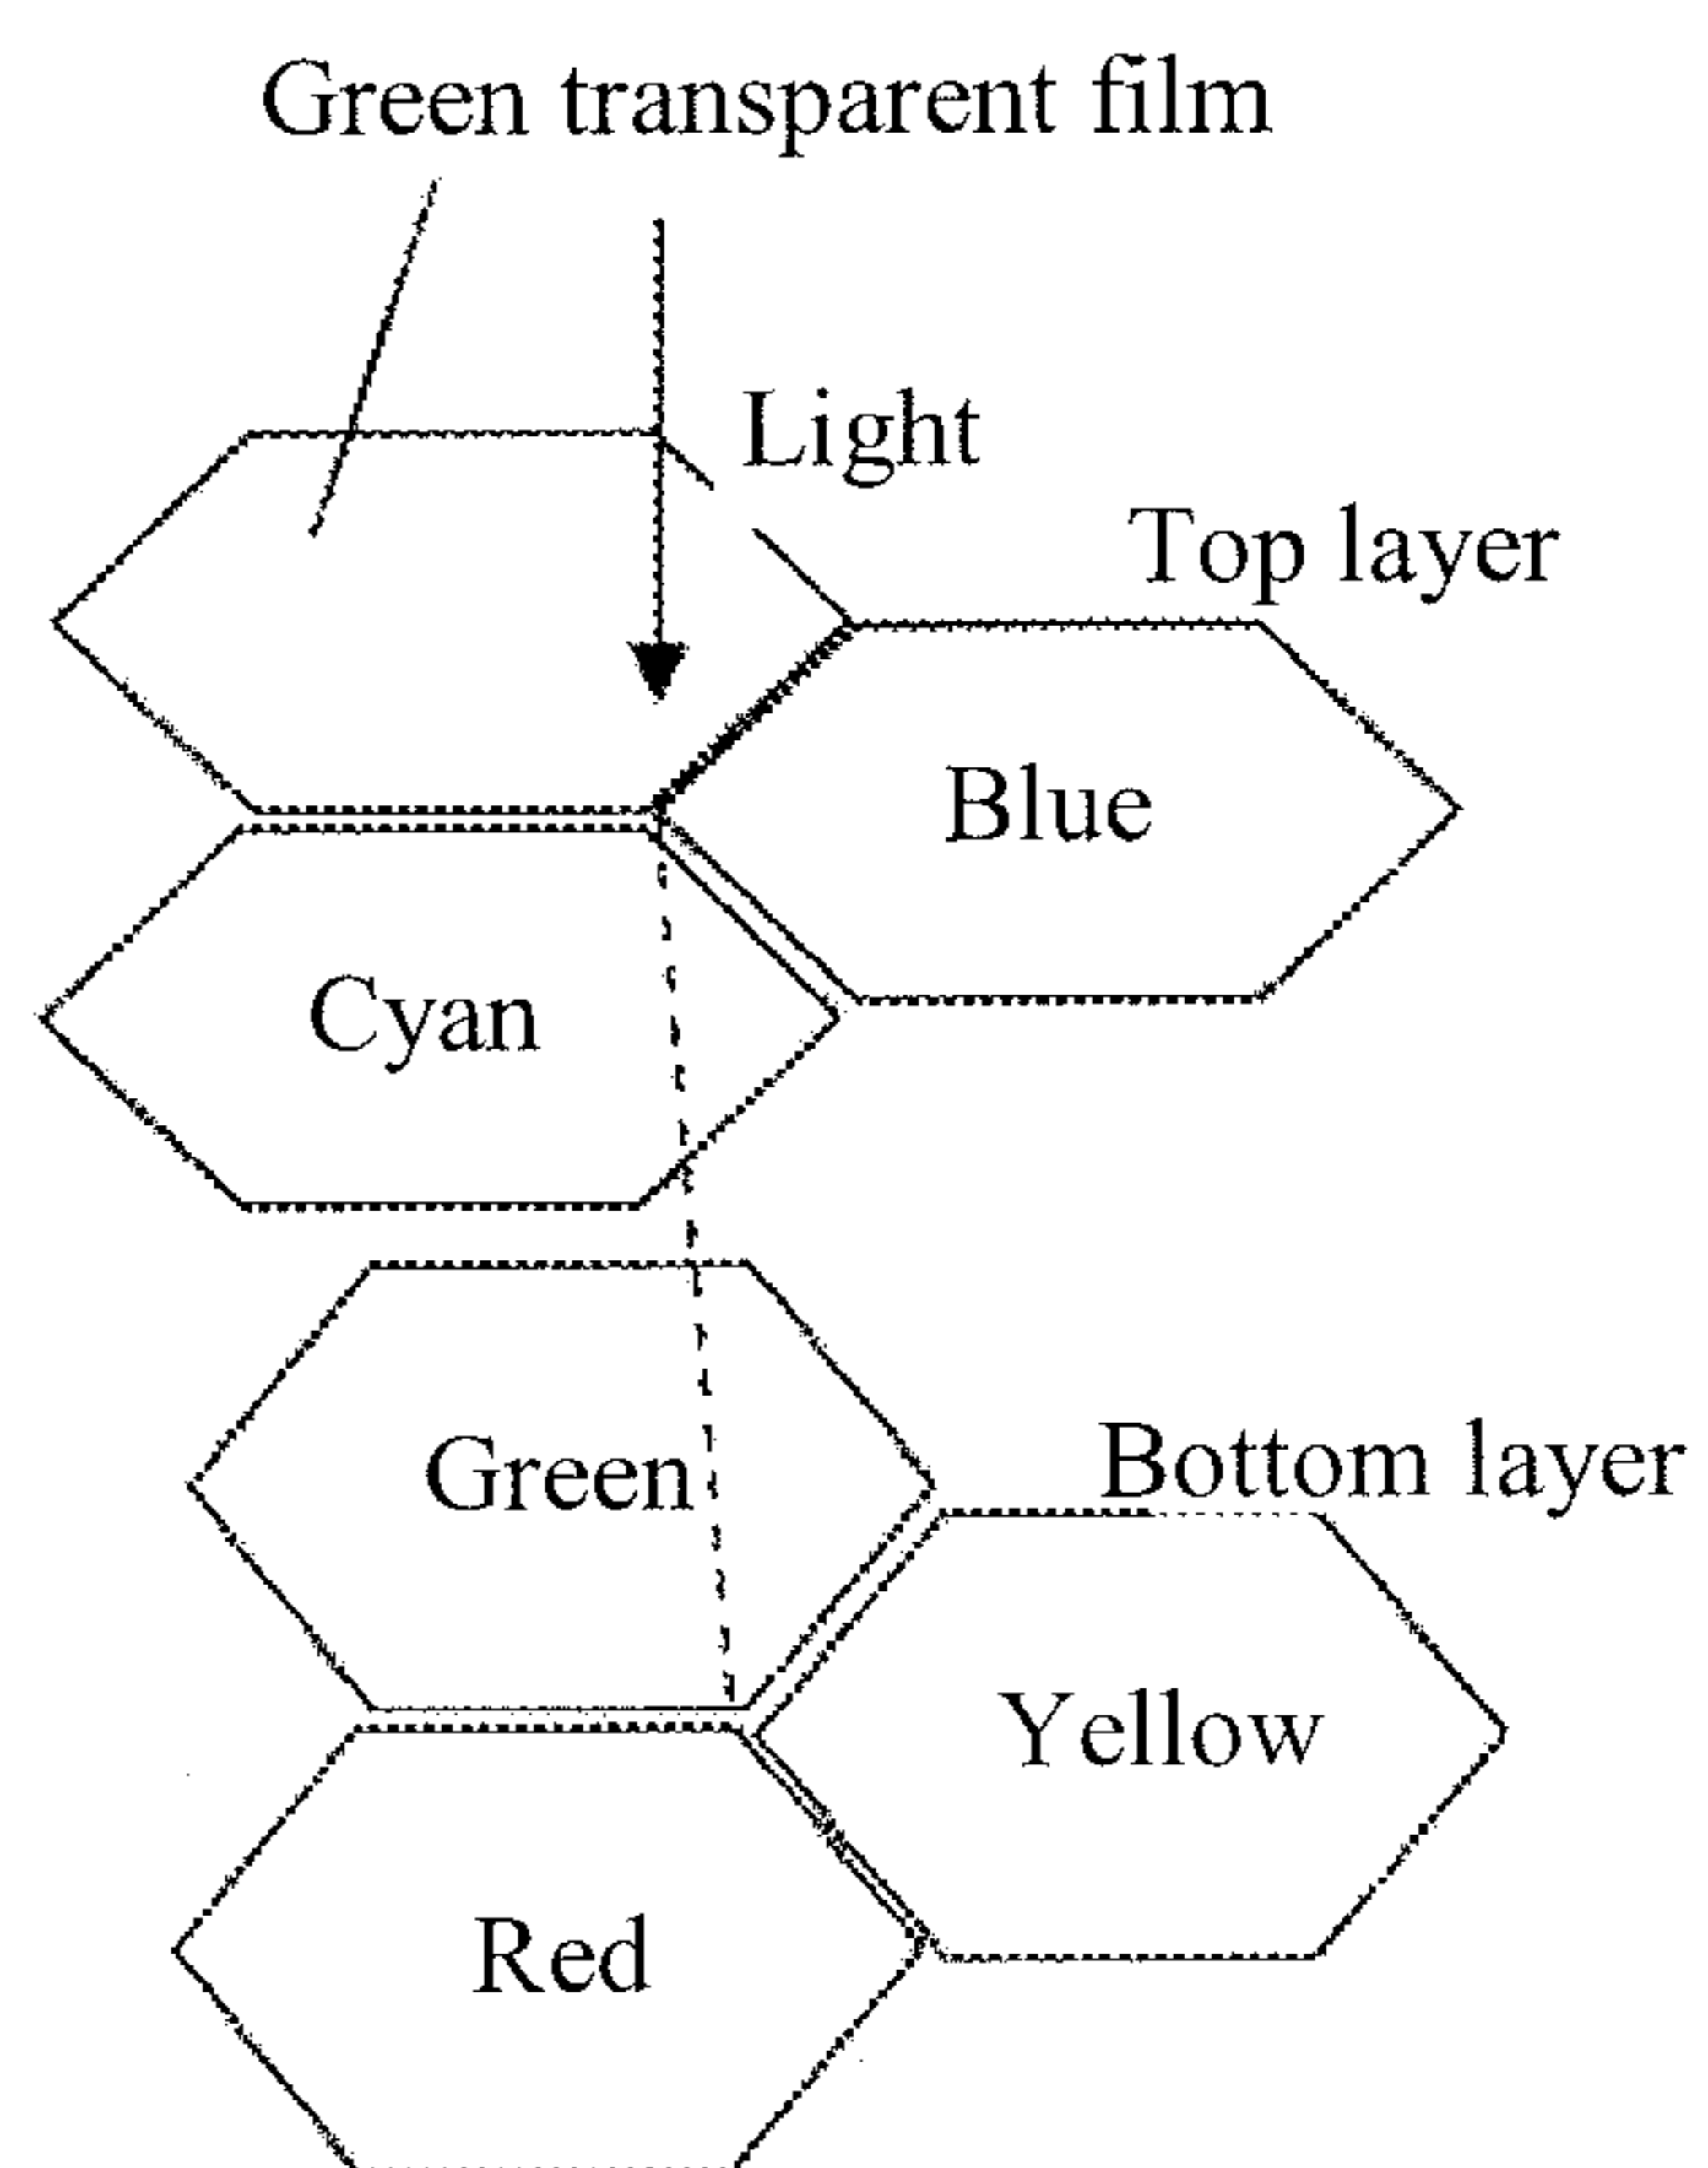 Green transparent film
Light
Top layer
Blue
Cyan
Green
Bottom layer
Yellow
Red